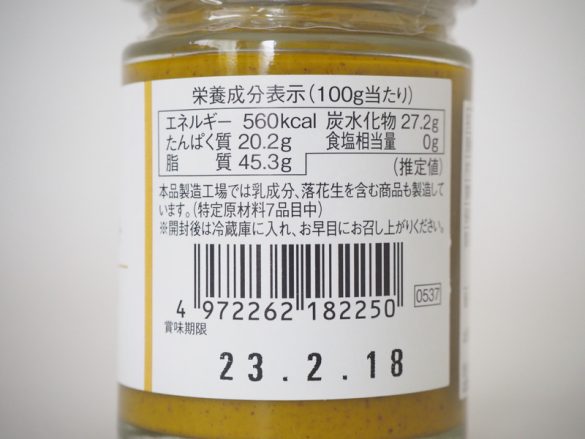 栄養成分表示(100g当たり)
エネルギー 560kcal 炭水化物 27.2g
たんぱく質 20.2g 食塩相当量 0g
脂質 45.3g (推定値)
本品製造工場では乳成分、落花生を含む商品も製造して
います。(特定原材料7品目中)
※開封後は冷蔵庫に入れ、お早目にお召し上がりください。
4 972262 182250
0537
賞味期限
23.2.18